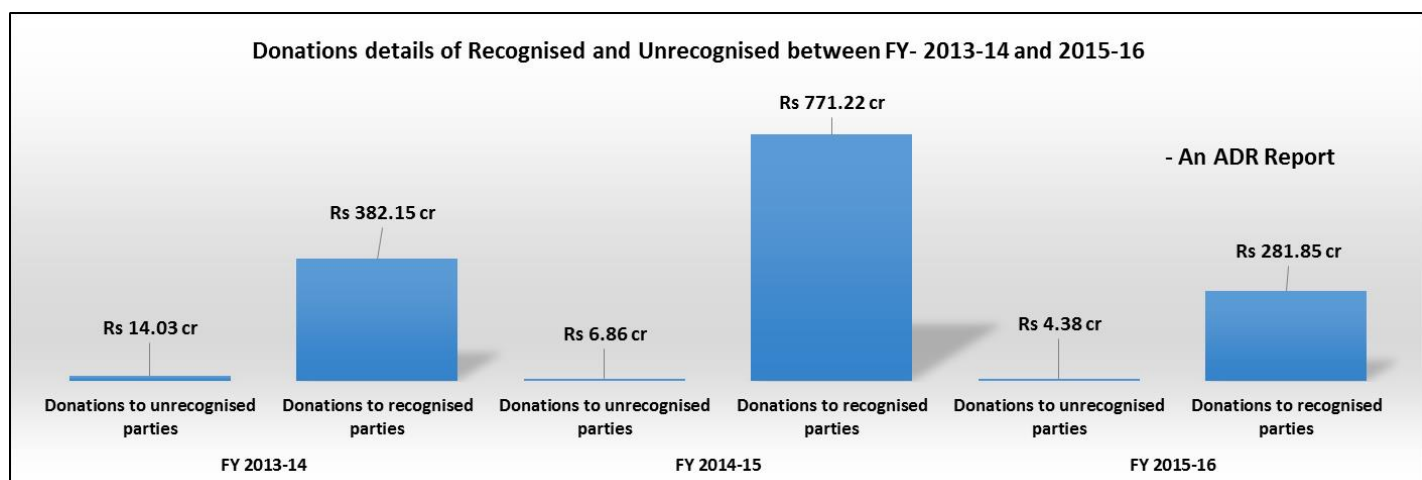 Donations details of Recognised and Unrecognised between FY- 2013-14 and 2015-16
- An ADR Report
Rs 14.03 cr
Rs 382.15 cr
Rs 6.86 cr
Rs 771.22 cr
Rs 4.38 cr
Rs 281.85 cr
Donations to unrecognised
parties
Donations to recognised
parties
Donations to unrecognised
parties
Donations to recognised
parties
Donations to unrecognised
parties
Donations to recognised
parties
FY 2013-14
FY 2014-15
FY 2015-16